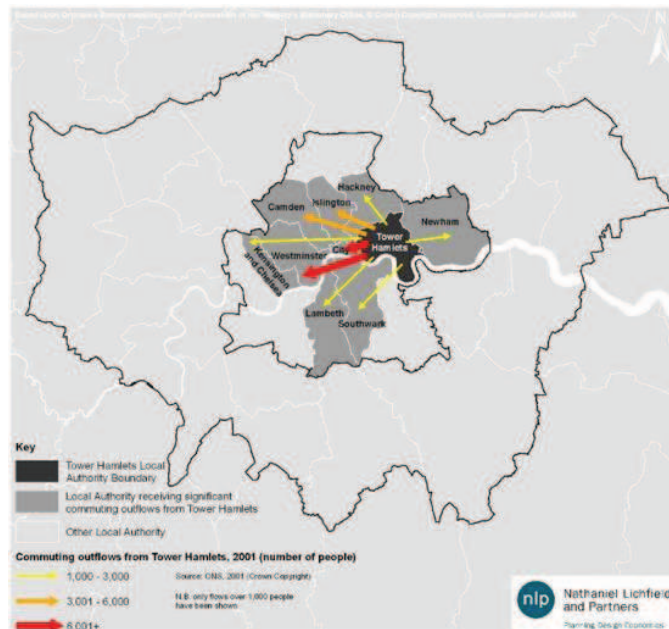 N
Hackney
Islington
Camden
Newham
Tower
Hamlets
City
Westminster
Kensington
and Chelsea
Lambeth
Southwark
Key
Tower Hamlets Local
Authority Boundary
Local Authority receiving significant
commuting outflows from Tower Hamlets
Other Local Authority
Commuting outflows from Tower Hamlets, 2001 (number of people)
1,000 - 3,000
Source: ONS, 2001 (Crown Copyright)
3,001 - 6,000
N.B. only flows over 1,000 people
have been shown
6,001+
nlp
Nathaniel Lichfield
and Partners
Planning Design Economics